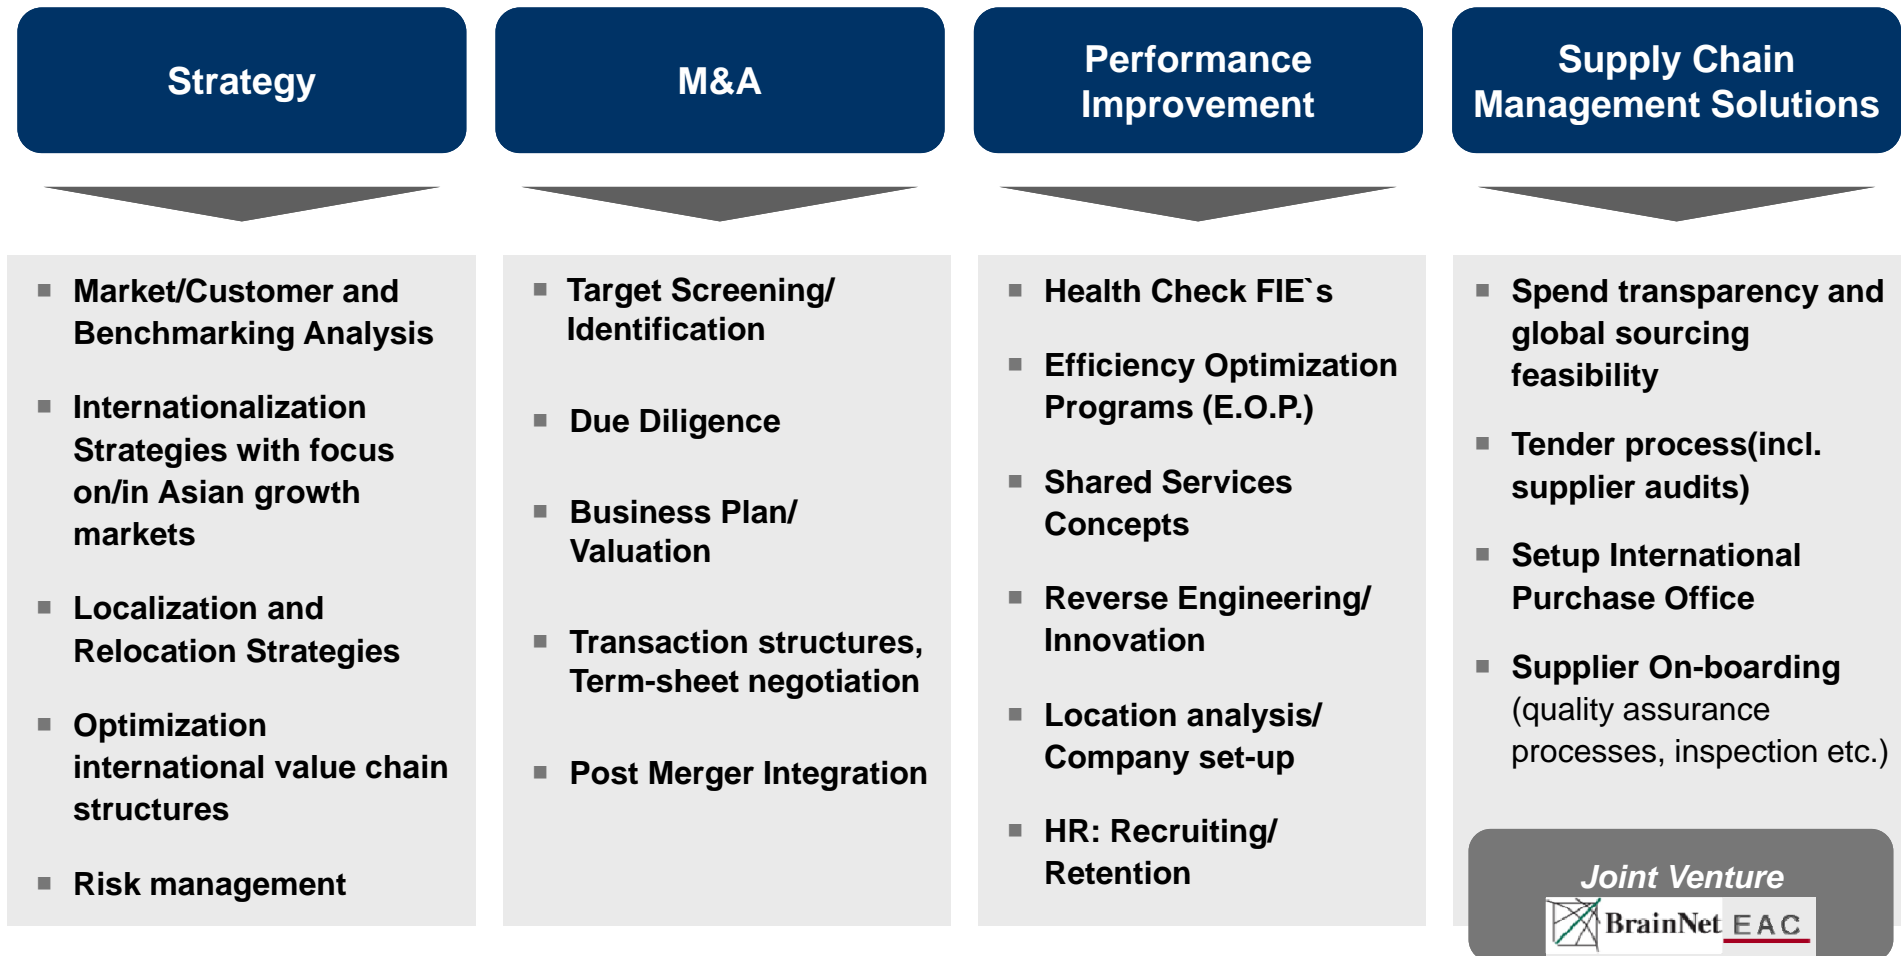 Strategy
Market/Customer and
Benchmarking Analysis
Internationalization
Strategies with focus
on/in Asian growth
markets
Localization and
Relocation Strategies
Optimization
international value chain
structures
Risk management
M&A
Target Screening/
Identification
Due Diligence
Business Plan/
Valuation
Transaction structures,
Term-sheet negotiation
Post Merger Integration
Performance
Improvement
Health Check FIE`s
Efficiency Optimization
Programs (E.O.P.)
Shared Services
Concepts
Reverse Engineering/
Innovation
Location analysis/
Company set-up
HR: Recruiting/
Retention
Supply Chain
Management Solutions
Spend transparency and
global sourcing
feasibility
Tender process(incl.
supplier audits)
Setup International
Purchase Office
Supplier On-boarding
(quality assurance
processes, inspection etc.)
Joint Venture
BrainNet EAC